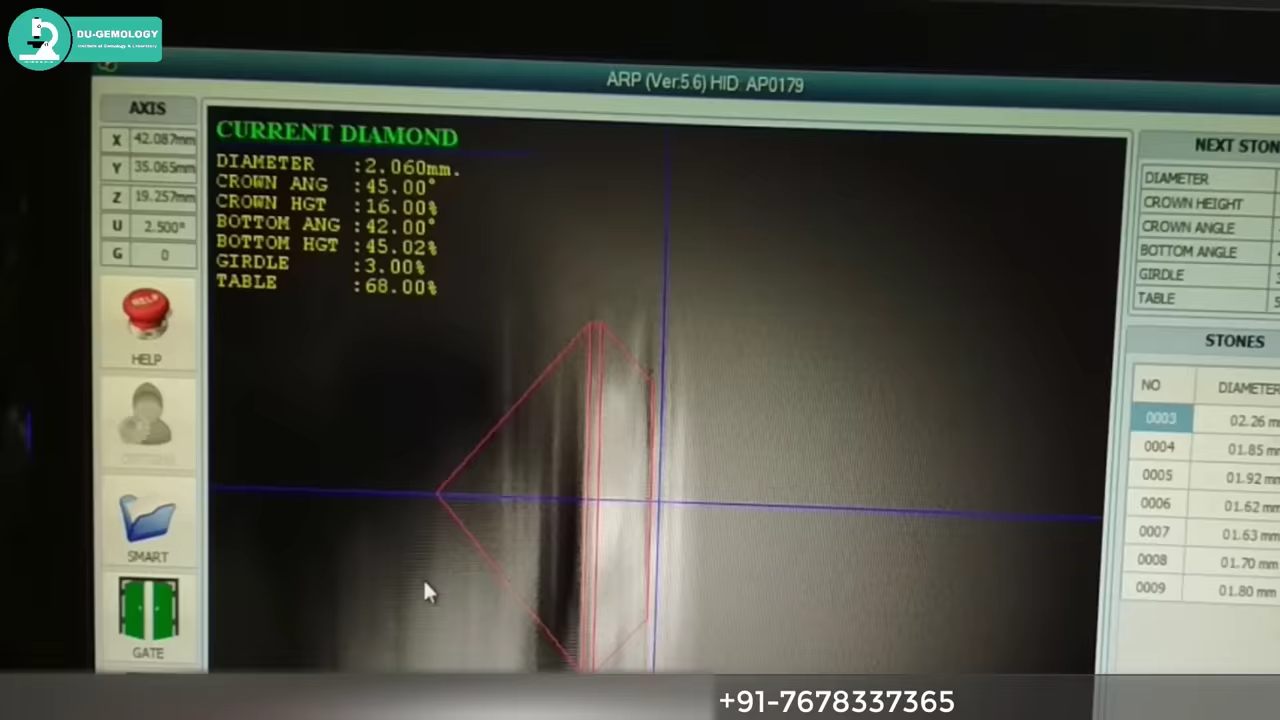 DU-GEMOLOGY
ARP (Ver:5.6) HID: AP0179
AXIS
X 42.087mm
Y 35.065mm
Z 19.257mm
U 2.500°
G 0
HELP
SMART
GATE
CURRENT DIAMOND
DIAMETER :2.060mm.
CROWN ANG :45.00°
CROWN HGT :16.00%
BOTTOM ANG :42.00°
BOTTOM HGT :45.02%
GIRDLE :3.00%
TABLE :68.00%
NEXT STON
DIAMETER
CROWN HEIGHT
CROWN ANGLE
BOTTOM ANGLE
GIRDLE
TABLE
STONES
NO DIAMETER
0003 02.26 m
0004 01.85 mm
0005 01.92 mm
0006 01.62 mm
0007 01.63 mm
0008 01.70 mm
0009 01.80 mm
+91-7678337365